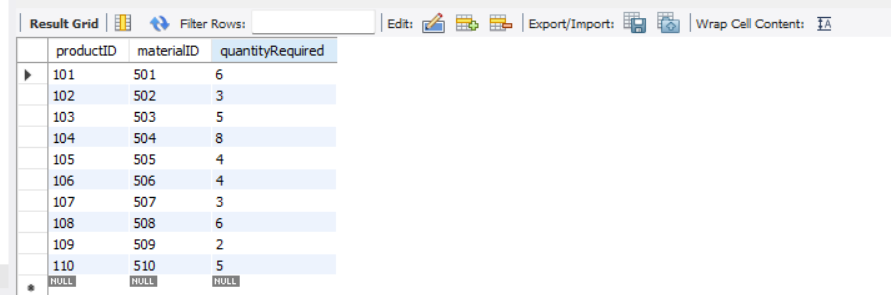 Result Grid Filter Rows: Edit: Export/Import: Wrap Cell Content: IA
productID materialID quantityRequired
101 501 6
102 502 3
103 503 5
104 504 8
105 505 4
106 506 4
107 507 3
108 508 6
109 509 2
110 510 5
NULL NULL NULL